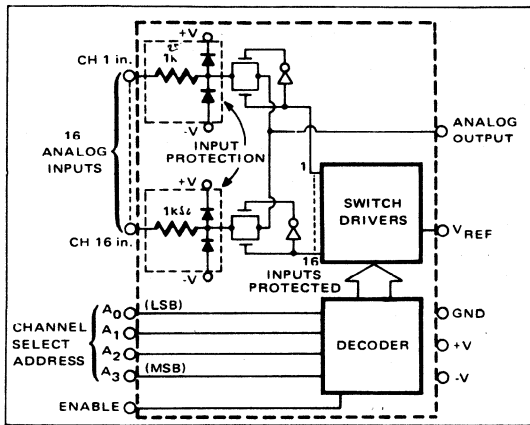 +V
CH 1 in.
1k
-V
16
ANALOG
INPUTS
INPUT
PROTECTION
ANALOG
OUTPUT
+V
1kΩ
CH 16 in.
-V
1
16
INPUTS
PROTECTED
SWITCH
DRIVERS
VREF
CHANNEL
SELECT
ADDRESS
A0 (LSB)
A1
A2
A3 (MSB)
ENABLE
DECODER
GND
+V
-V